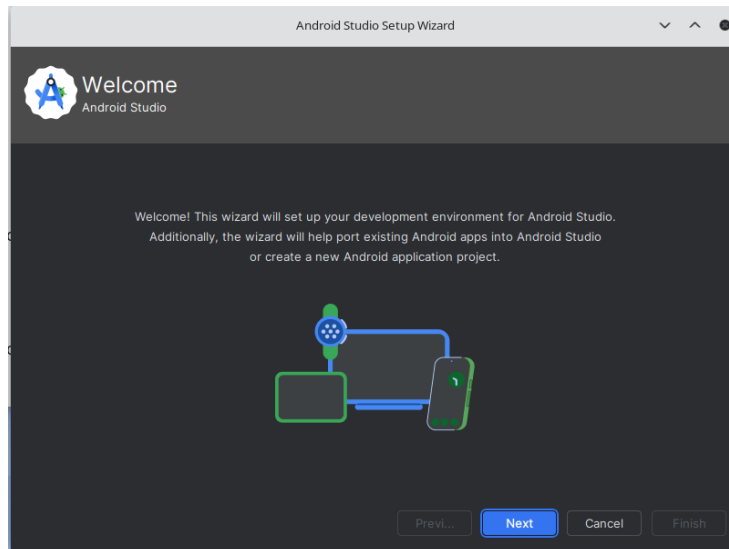 Android Studio Setup Wizard
Welcome
Android Studio
Welcome! This wizard will set up your development environment for Android Studio.
Additionally, the wizard will help port existing Android apps into Android Studio
or create a new Android application project.
Previ... Next Cancel Finish